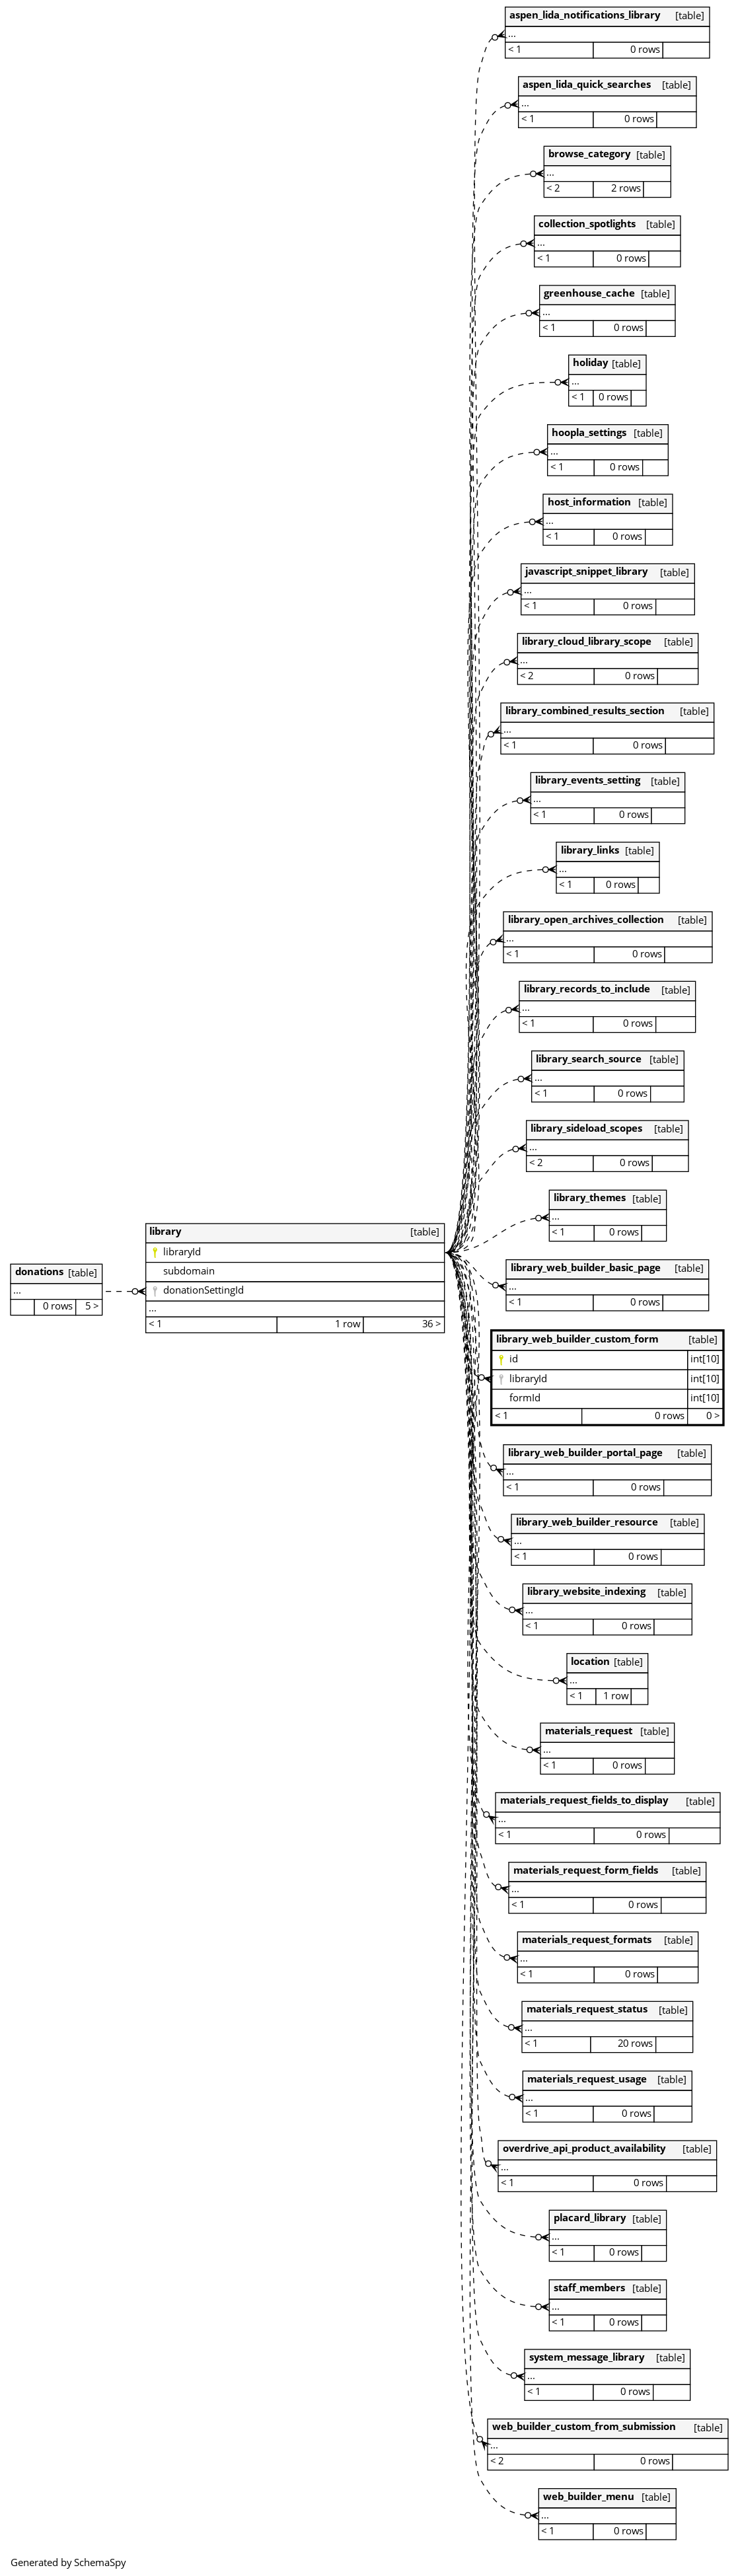 aspen_lida_notifications_library [table]
...
< 1 0 rows
aspen_lida_quick_searches [table]
...
< 1 0 rows
browse_category [table]
...
< 2 2 rows
collection_spotlights [table]
...
< 1 0 rows
greenhouse_cache [table]
...
< 1 0 rows
holiday [table]
...
< 1 0 rows
hoopla_settings [table]
...
< 1 0 rows
host_information [table]
...
< 1 0 rows
javascript_snippet_library [table]
...
< 1 0 rows
library_cloud_library_scope [table]
...
< 2 0 rows
library_combined_results_section [table]
...
< 1 0 rows
library_events_setting [table]
...
< 1 0 rows
library_links [table]
...
< 1 0 rows
library_open_archives_collection [table]
...
< 1 0 rows
library_records_to_include [table]
...
< 1 0 rows
library_search_source [table]
...
< 1 0 rows
library_sideload_scopes [table]
...
< 2 0 rows
library_themes [table]
...
< 1 0 rows
donations [table]
...
0 rows 5 >
library [table]
libraryId
subdomain
donationSettingId
...
< 1 1 row 36 >
library_web_builder_basic_page [table]
...
< 1 0 rows
library_web_builder_custom_form [table]
id int[10]
libraryId int[10]
formId int[10]
< 1 0 rows 0 >
library_web_builder_portal_page [table]
...
< 1 0 rows
library_web_builder_resource [table]
...
< 1 0 rows
library_website_indexing [table]
...
< 1 0 rows
location [table]
...
< 1 1 row
materials_request [table]
...
< 1 0 rows
materials_request_fields_to_display [table]
...
< 1 0 rows
materials_request_form_fields [table]
...
< 1 0 rows
materials_request_formats [table]
...
< 1 0 rows
materials_request_status [table]
...
< 1 20 rows
materials_request_usage [table]
...
< 1 0 rows
overdrive_api_product_availability [table]
...
< 1 0 rows
placard_library [table]
...
< 1 0 rows
staff_members [table]
...
< 1 0 rows
system_message_library [table]
...
< 1 0 rows
web_builder_custom_from_submission [table]
...
< 2 0 rows
web_builder_menu [table]
...
< 1 0 rows
Generated by SchemaSpy